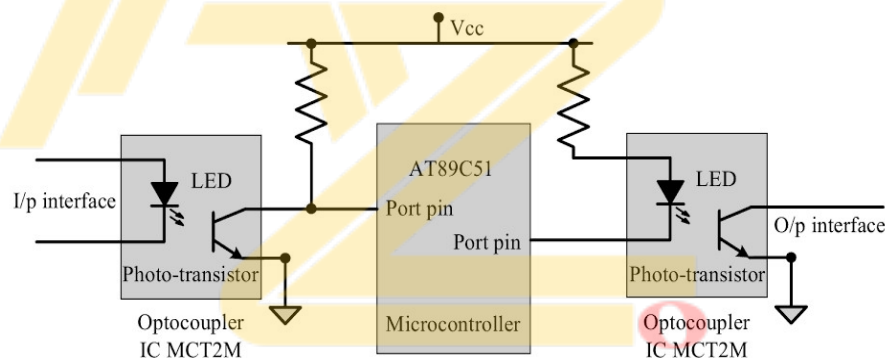 Vcc
LED
AT89C51
LED
I/p interface
Port pin
Port pin
O/p interface
Photo-transistor
Photo-transistor
Optocoupler
IC MCT2M
Microcontroller
Optocoupler
IC MCT2M